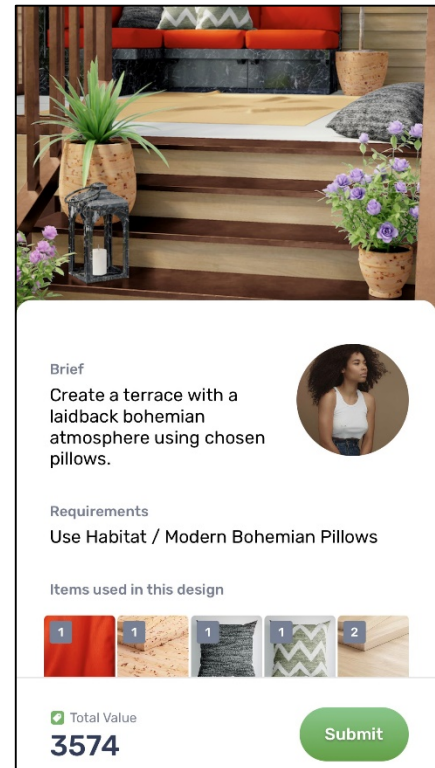 Brief
Create a terrace with a
laidback bohemian
atmosphere using chosen
pillows.
Requirements
Use Habitat / Modern Bohemian Pillows
Items used in this design
1
1
1
1
2
Total Value
3574
Submit